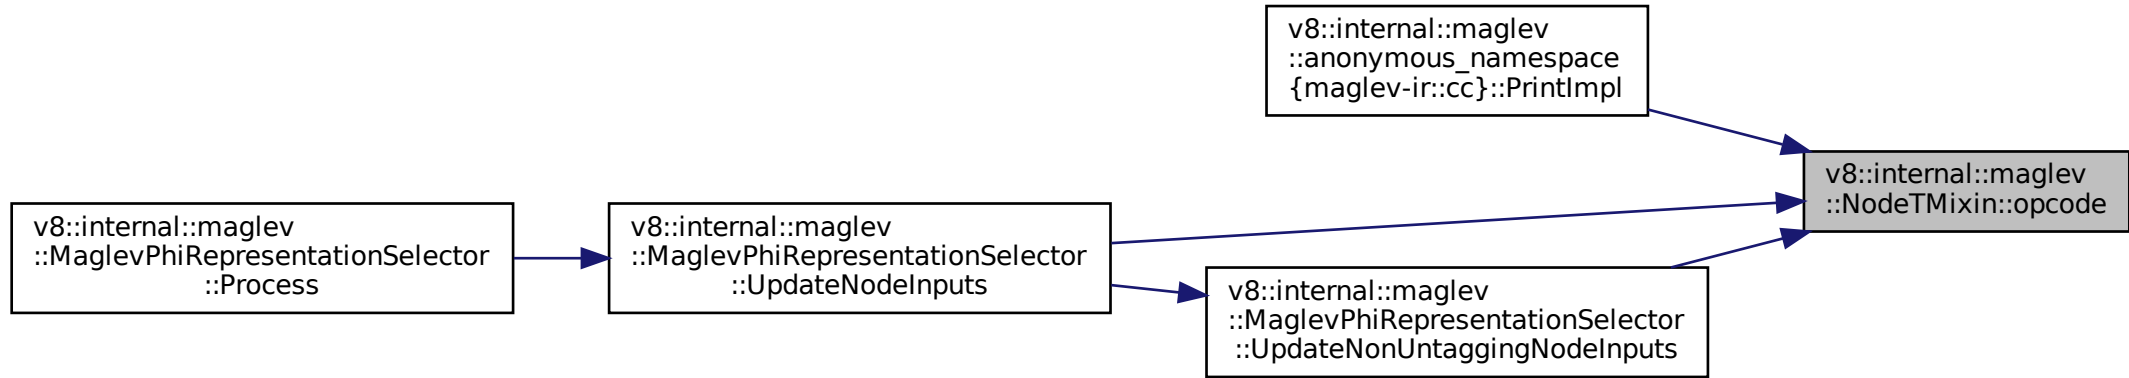 v8::internal::maglev
::anonymous_namespace
{maglev-ir::cc}::PrintImpl
v8::internal::maglev
::NodeTMixin::opcode
v8::internal::maglev
::MaglevPhiRepresentationSelector
::Process
v8::internal::maglev
::MaglevPhiRepresentationSelector
::UpdateNodeInputs
v8::internal::maglev
::MaglevPhiRepresentationSelector
::UpdateNonUntaggingNodeInputs